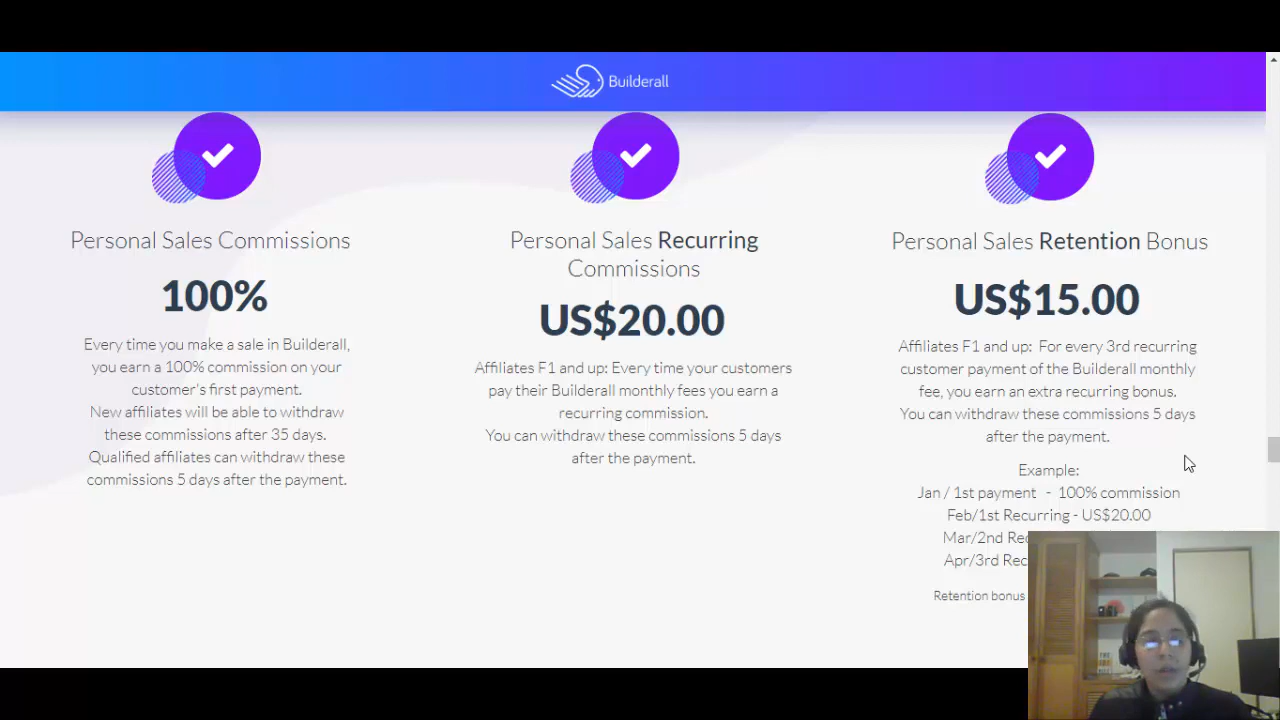 Builderall
Personal Sales Commissions
100%
Every time you make a sale in Builderall,
you earn a 100% commission on your
customer's first payment.
New affiliates will be able to withdraw
these commissions after 35 days.
Qualified affiliates can withdraw these
commissions 5 days after the payment.
Personal Sales Recurring
Commissions
US$20.00
Affiliates F1 and up: Every time your customers
pay their Builderall monthly fees you earn a
recurring commission.
You can withdraw these commissions 5 days
after the payment.
Personal Sales Retention Bonus
US$15.00
Affiliates F1 and up: For every 3rd recurring
customer payment of the Builderall monthly
fee, you earn an extra recurring bonus.
You can withdraw these commissions 5 days
after the payment.
Example:
Jan / 1st payment - 100% commission
Feb/1st Recurring - US$20.00
Mar/2nd Rec
Apr/3rd Rec
Retention bonus